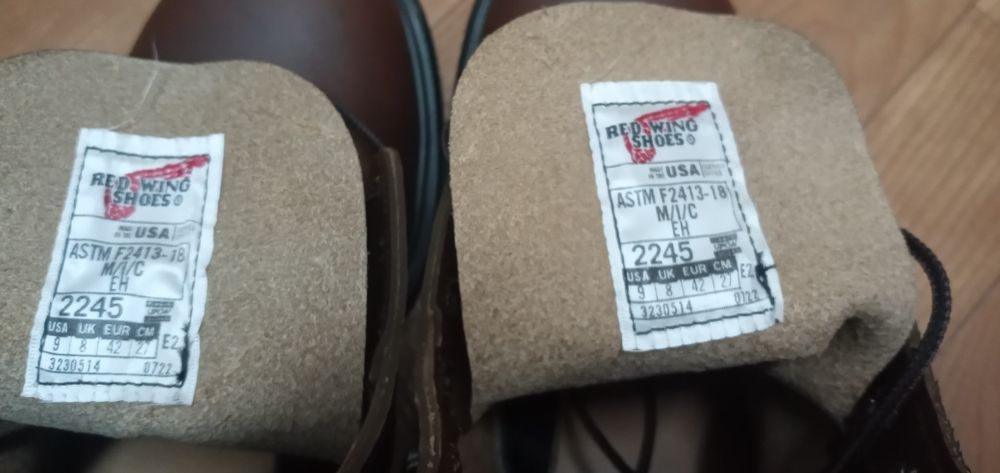 RED WING
SHOES®
MADE IN THE USA
ASTM F2413-18
M/I/C
EH
2245
USA UK EUR CM
9 8 42 27 E2
3230514 0722
RED WING
SHOES®
MADE IN THE USA
ASTM F2413-18
M/I/C
EH
2245
USA UK EUR CM
9 8 42 27 E2
3230514 0722